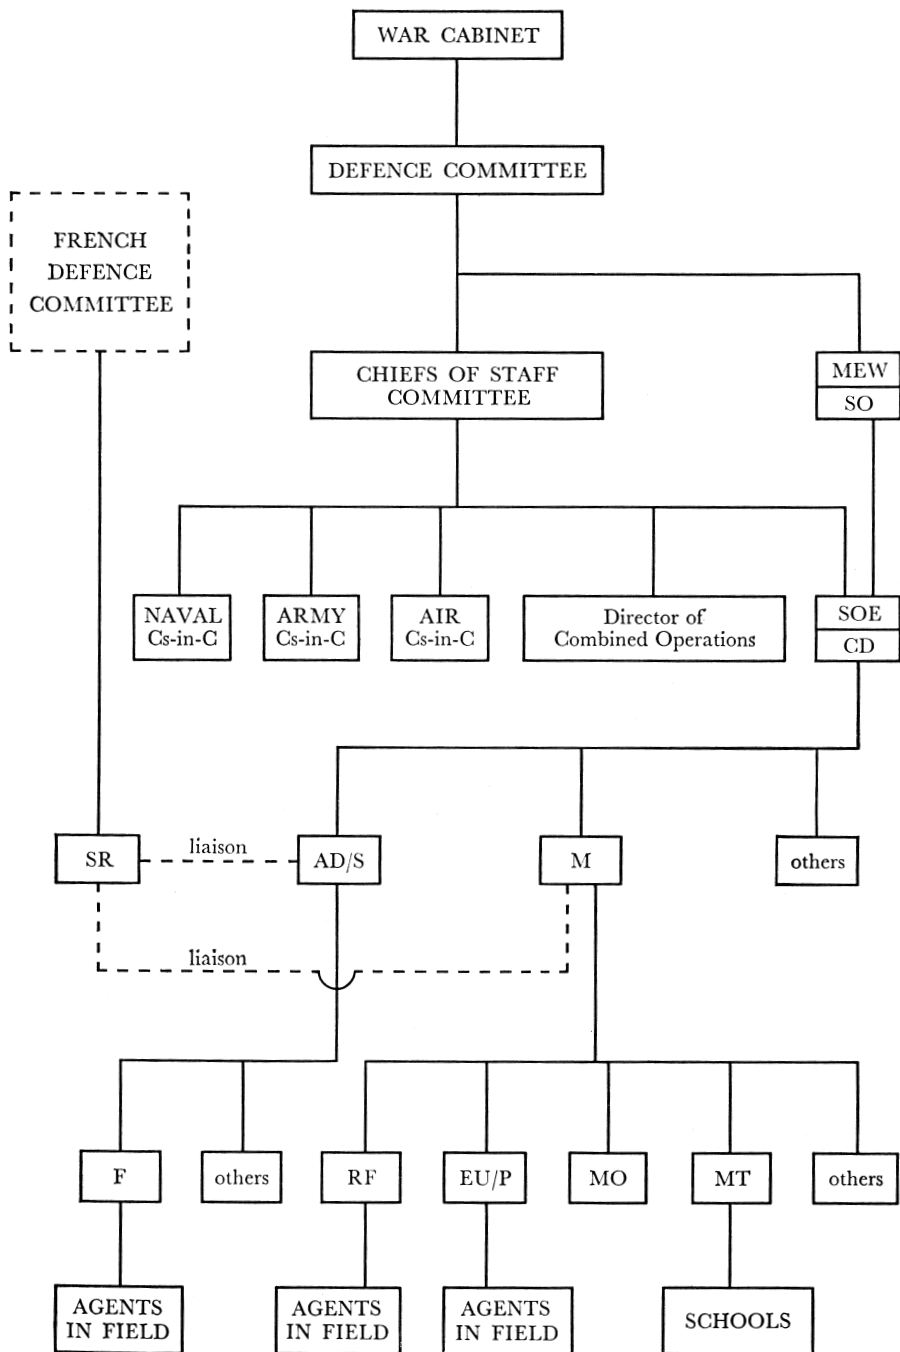 WAR CABINET
DEFENCE COMMITTEE
FRENCH
DEFENCE
COMMITTEE
CHIEFS OF STAFF
COMMITTEE
MEW
SO
NAVAL
Cs-in-C
ARMY
Cs-in-C
AIR
Cs-in-C
Director of
Combined Operations
SOE
CD
SR
liaison
AD/S
M
others
liaison
F
others
RF
EU/P
MO
MT
others
AGENTS
IN FIELD
AGENTS
IN FIELD
AGENTS
IN FIELD
SCHOOLS